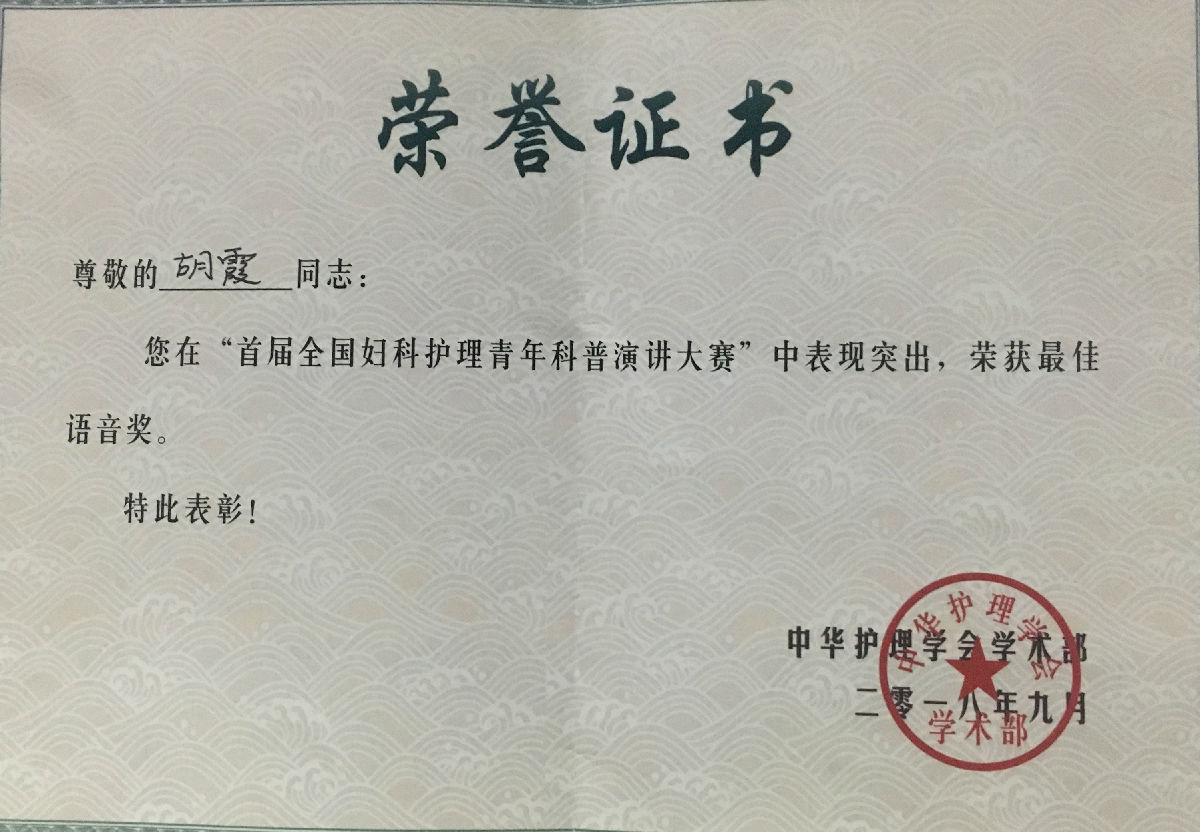 荣誉证书
尊敬的胡霞同志：
您在“首届全国妇科护理青年科普演讲大赛”中表现突出，荣获最佳
语音奖。
特此表彰！
中华护理学会学术部
二零一八年九月
中华护理学会
学术部